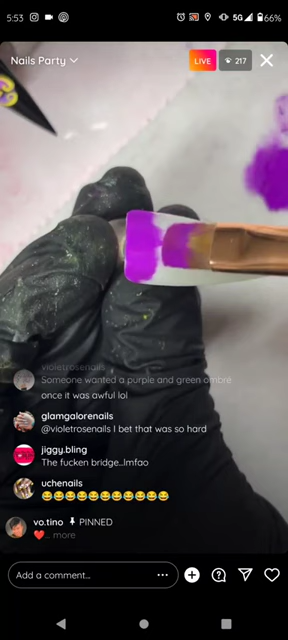 5:53
5G 66%
Nails Party
LIVE 217
violetrosenails
Someone wanted a purple and green ombré
once it was awful lol
glamgalorenails
@violetrosenails I bet that was so hard
jiggy.bling
The fucken bridge...lmfao
uchenails
😂😂😂😂😂😂😂😂😂😂😂
vo.tino PINNED
❤️... more
Add a comment...